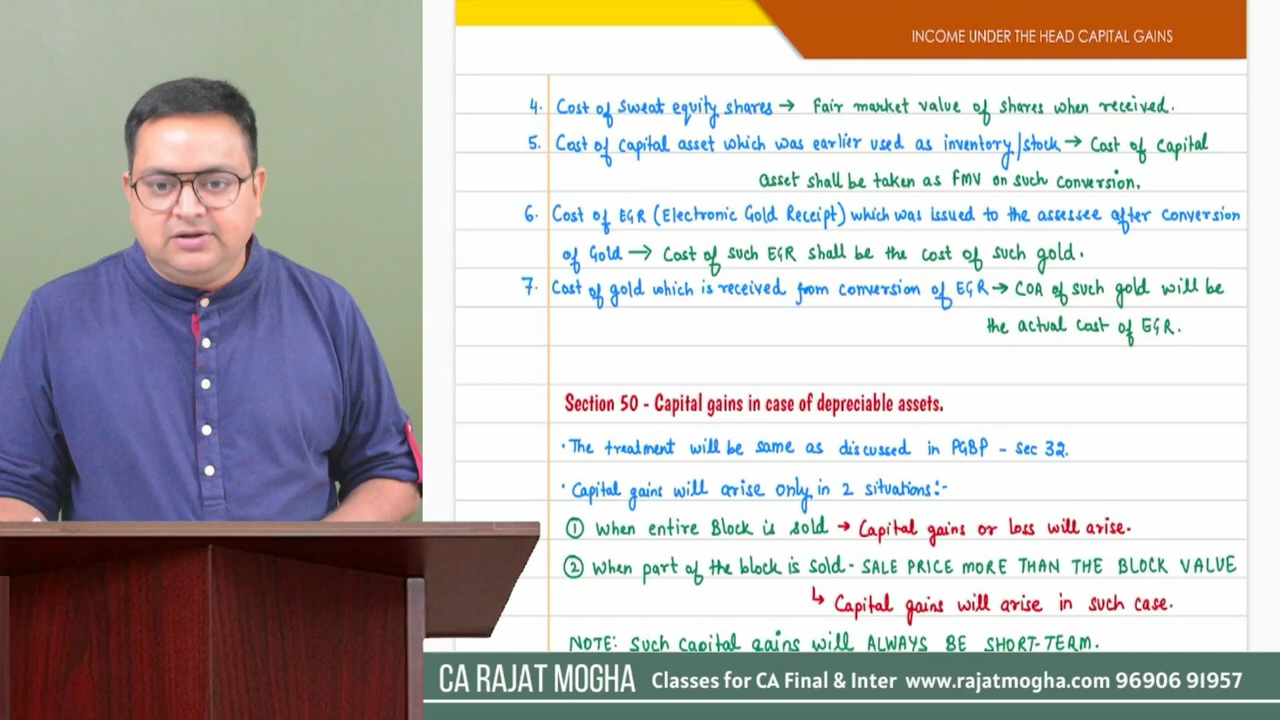 INCOME UNDER THE HEAD CAPITAL GAINS
4. Cost of sweat equity shares → Fair market value of shares when received.
5. Cost of Capital asset which was earlier used as inventory/stock → Cost of Capital
asset shall be taken as FMV on such conversion.
6. Cost of EGR (Electronic Gold Receipt) which was issued to the assessee after conversion
of Gold → Cost of such EGR shall be the cost of such gold.
7. Cost of gold which is received from conversion of EGR → COA of such gold will be
the actual cost of EGR.
Section 50 - Capital gains in case of depreciable assets.
• The treatment will be same as discussed in PGBP - Sec 32.
• Capital gains will arise only in 2 situations:-
① When entire Block is sold → Capital gains or loss will arise.
② When part of the block is sold - SALE PRICE MORE THAN THE BLOCK VALUE
↳ Capital gains will arise in such case.
NOTE: Such capital gains will ALWAYS BE SHORT-TERM.
CA RAJAT MOGHA Classes for CA Final & Inter www.rajatmogha.com 96906 91957